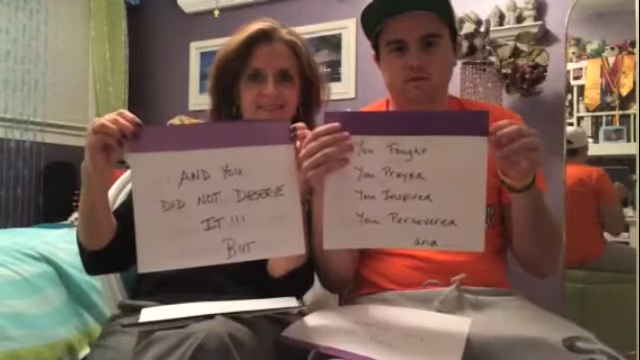 AND YOU
DID NOT DESERVE
IT!!!
BUT
You Fought
You Prayed
You Inspired
You Persevered
and